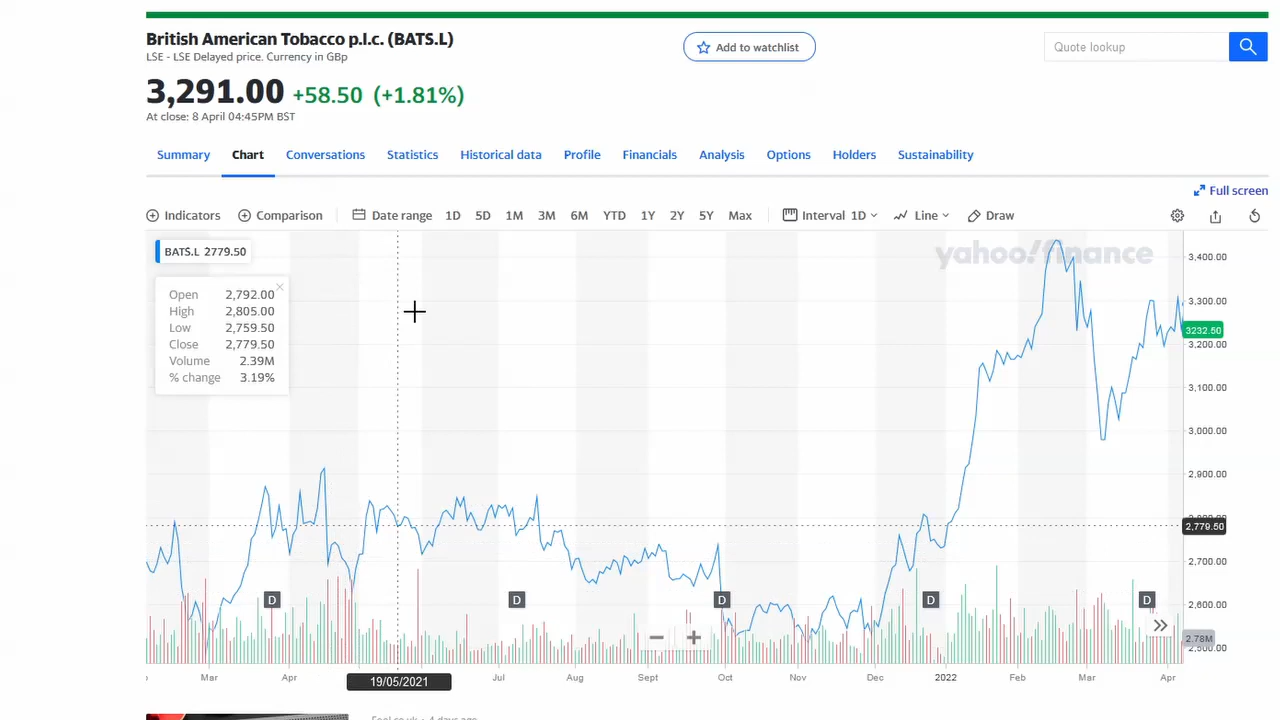 British American Tobacco p.l.c. (BATS.L)
LSE - LSE Delayed price. Currency in GBp
Add to watchlist
Quote lookup
3,291.00 +58.50 (+1.81%)
At close: 8 April 04:45PM BST
Summary Chart Conversations Statistics Historical data Profile Financials Analysis Options Holders Sustainability
Full screen
Indicators Comparison Date range 1D 5D 1M 3M 6M YTD 1Y 2Y 5Y Max Interval 1D Line Draw
BATS.L 2779.50
yahoo!finance
Open 2,792.00
High 2,805.00
Low 2,759.50
Close 2,779.50
Volume 2.39M
% change 3.19%
3,400.00
3,300.00
3232.50
3,200.00
3,100.00
3,000.00
2,900.00
2,779.50
2,700.00
2,600.00
D D D D D
2.78M
2,500.00
Mar Apr 19/05/2021 Jul Aug Sept Oct Nov Dec 2022 Feb Mar Apr